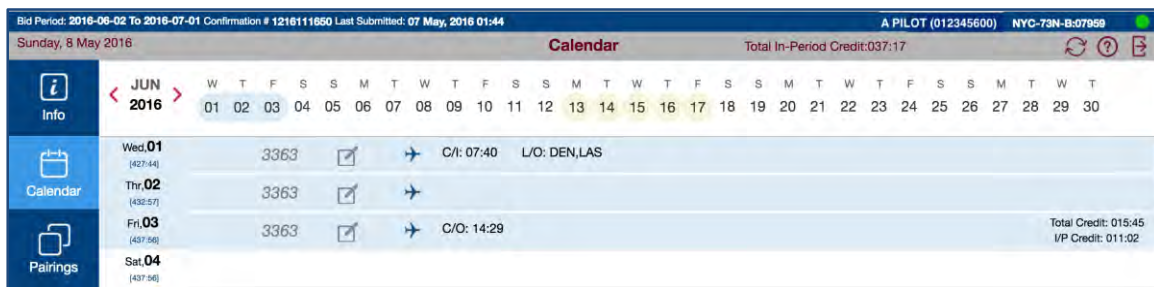 Bid Period: 2016-06-02 To 2016-07-01 Confirmation # 1216111650 Last Submitted: 07 May, 2016 01:44 A PILOT (012345600) NYC-73N-B:07959
Sunday, 8 May 2016 Calendar Total In-Period Credit:037:17
Info
JUN
2016
W T F S S M T W T F S S M T W T F S S M T W T F S S M T W T
01 02 03 04 05 06 07 08 09 10 11 12 13 14 15 16 17 18 19 20 21 22 23 24 25 26 27 28 29 30
Calendar
Wed,01 3363 C/I: 07:40 L/O: DEN,LAS
[427:44]
Thr,02 3363
[432:57]
Fri,03 3363 C/O: 14:29 Total Credit: 015:45
[437:56] I/P Credit: 011:02
Pairings
Sat,04
[437:56]